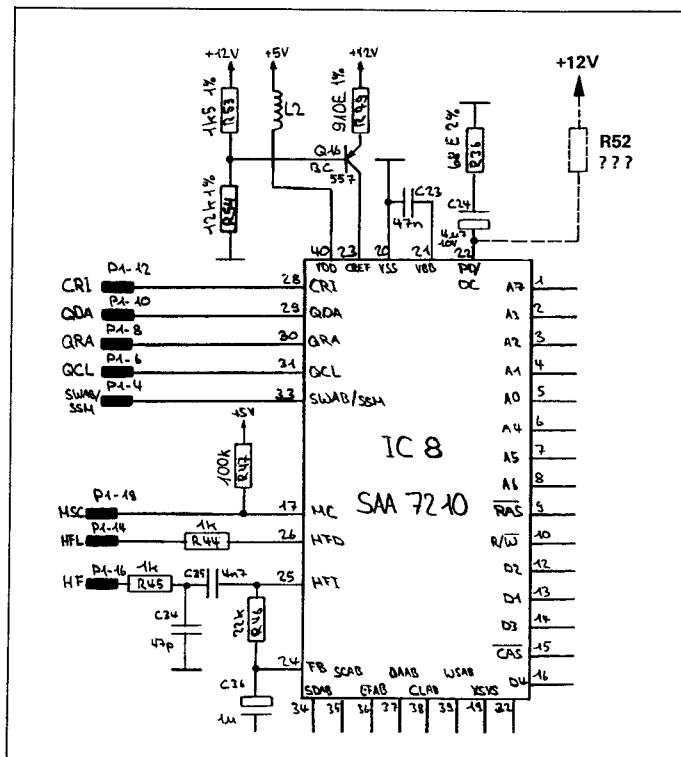 +12V
+5V
+12V
+12V
1k5 1%
R53
L2
910E 1%
R49
68E 2%
R36
R52
???
Q16
BC
557
12k 1%
R54
C23
47n
C24
4µ7
10V
40
23
20
21
22
VDD
CREF
VSS
VBB
PD/
OC
CRI
P1-12
28
CRI
A7
1
QDA
P1-10
29
QDA
A3
2
QRA
P1-8
30
QRA
A2
3
QCL
P1-6
31
QCL
A1
4
SWAB/
SSM
P1-4
33
SWAB/SSM
A0
5
+5V
A4
6
100k
R47
IC 8
A5
7
A6
8
MSC
P1-18
17
MC
SAA 7210
RAS
9
HFL
P1-14
1k
R44
26
HFD
R/W
10
HF
P1-16
1k
R45
C35
4n7
25
HFI
D2
12
D1
13
C34
47p
22k
R46
D3
14
CAS
15
24
FB
SCAB
DAAB
WSAB
D4
16
C36
1µ
SDAB
EFAB
CLAB
XSYS
34
35
36
37
38
39
19
22